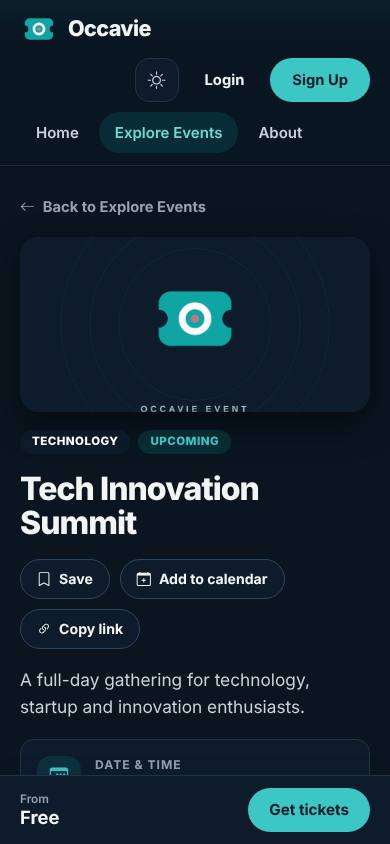 Occavie
Login
Sign Up
Home
Explore Events
About
Back to Explore Events
OCCAVIE EVENT
TECHNOLOGY
UPCOMING
Tech Innovation
Summit
Save
Add to calendar
Copy link
A full-day gathering for technology,
startup and innovation enthusiasts.
DATE & TIME
From
Free
Get tickets